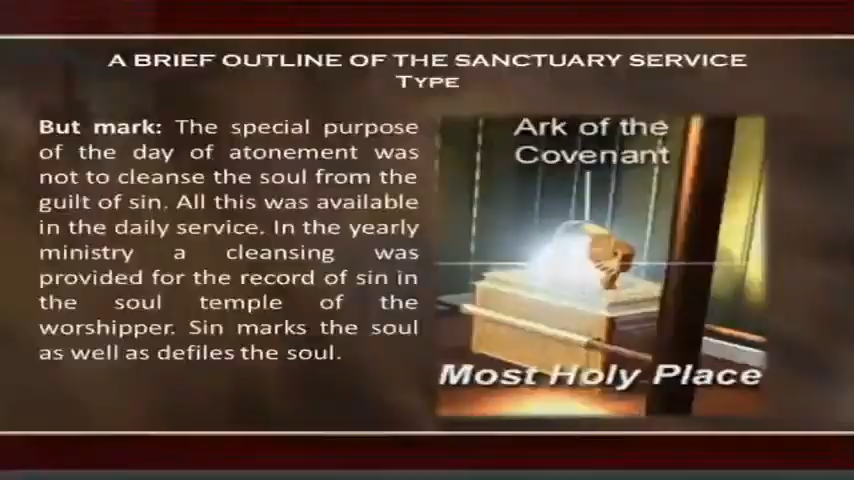 A BRIEF OUTLINE OF THE SANCTUARY SERVICE
TYPE
But mark: The special purpose
of the day of atonement was
not to cleanse the soul from the
guilt of sin. All this was available
in the daily service. In the yearly
ministry a cleansing was
provided for the record of sin in
the soul temple of the
worshipper. Sin marks the soul
as well as defiles the soul.
Ark of the
Covenant
Most Holy Place